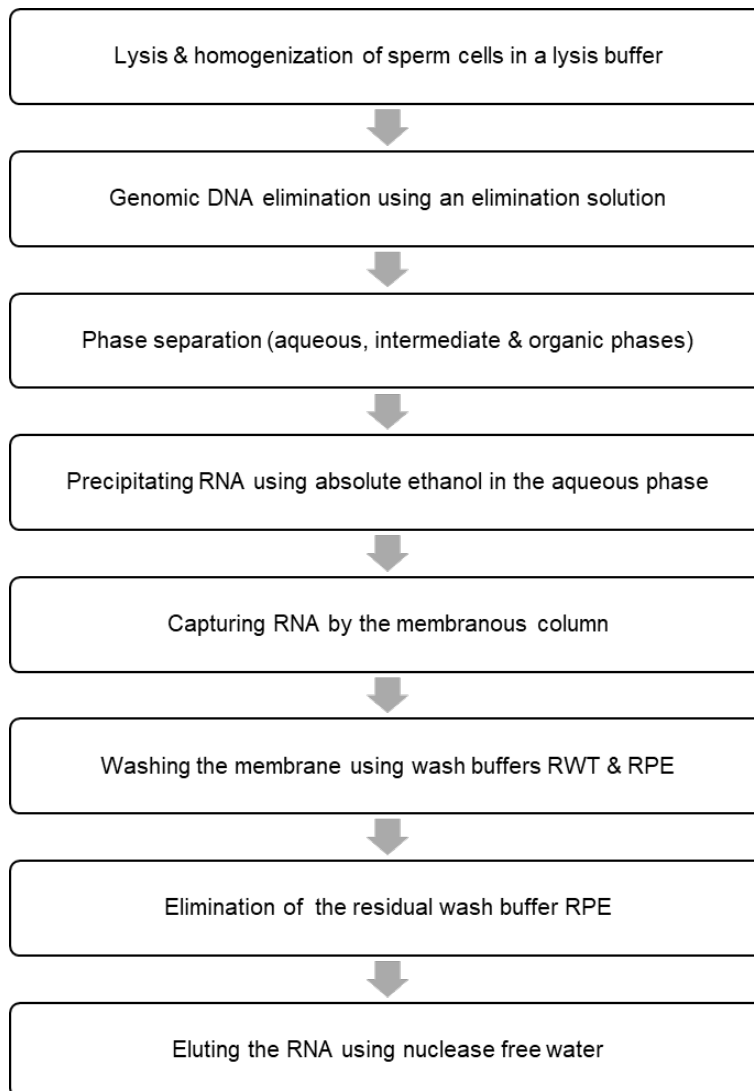 Lysis & homogenization of sperm cells in a lysis buffer
Genomic DNA elimination using an elimination solution
Phase separation (aqueous, intermediate & organic phases)
Precipitating RNA using absolute ethanol in the aqueous phase
Capturing RNA by the membranous column
Washing the membrane using wash buffers RWT & RPE
Elimination of the residual wash buffer RPE
Eluting the RNA using nuclease free water